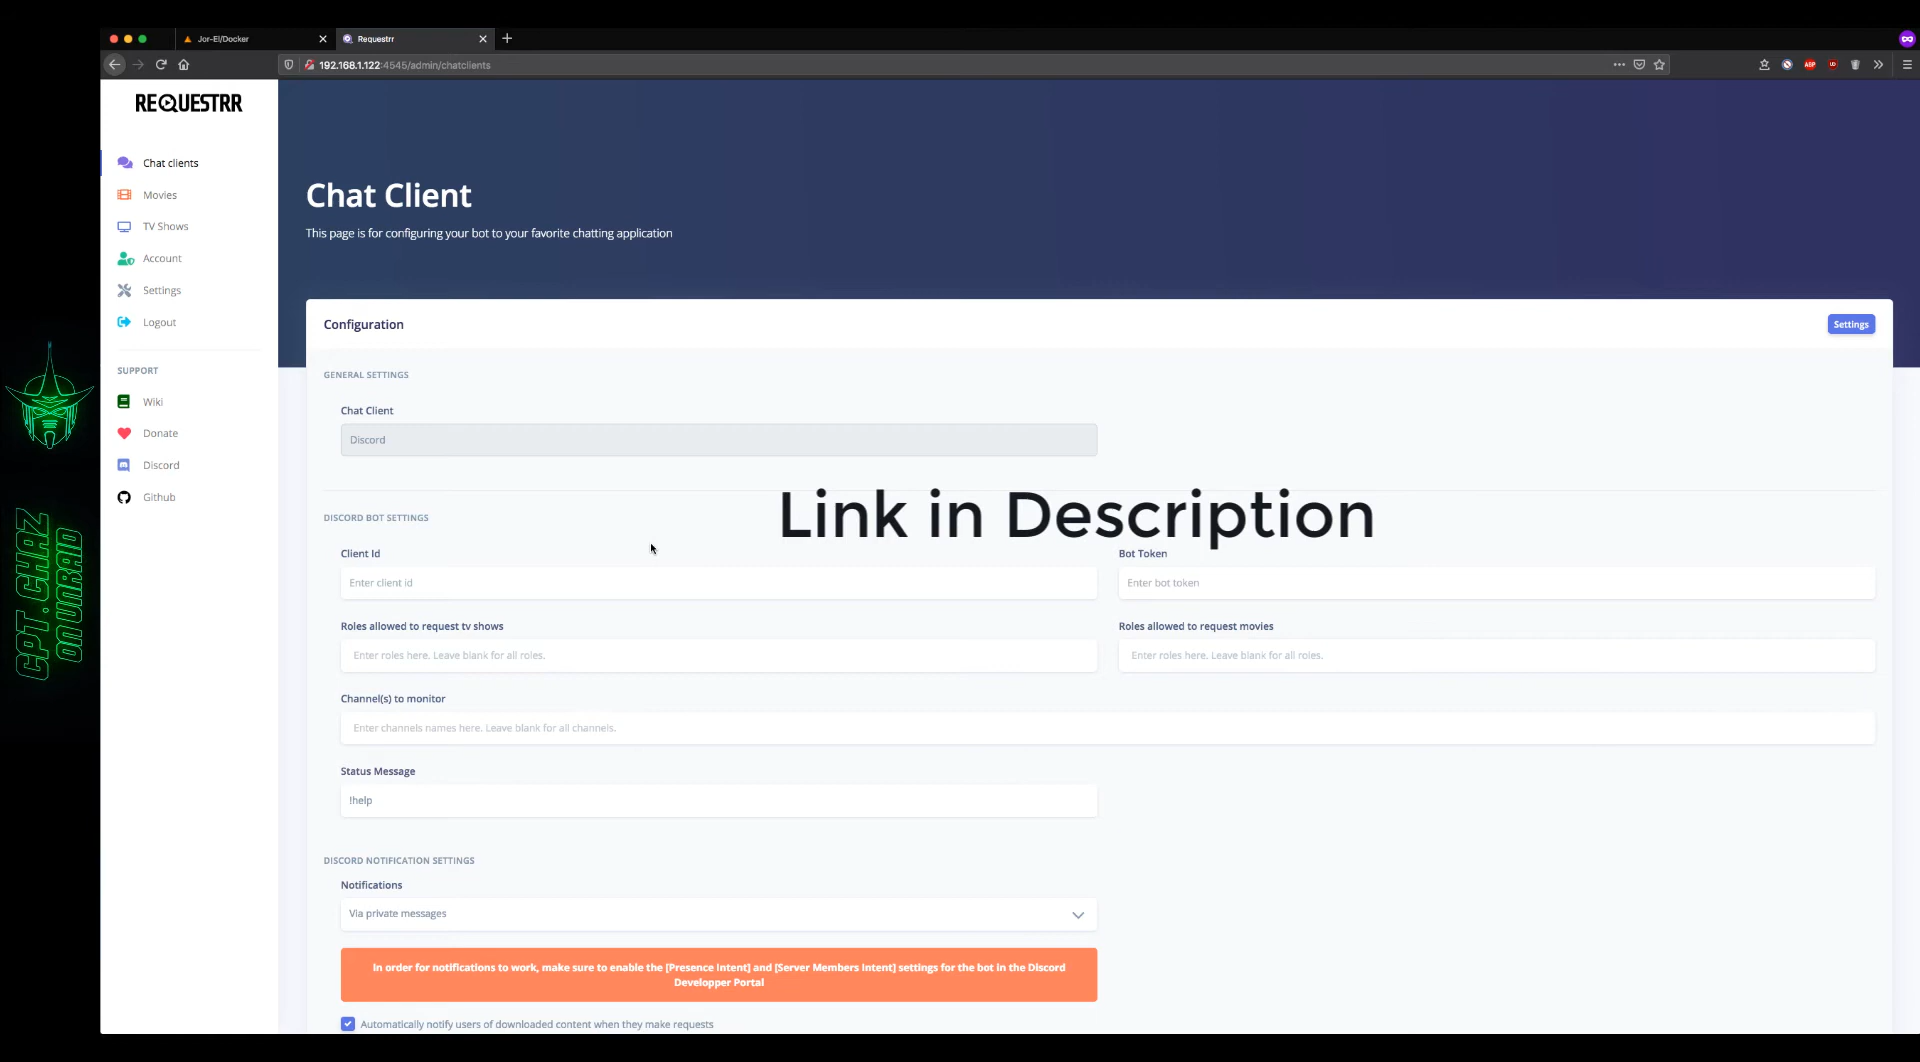 Jor-El/Docker
Requestrr
192.168.1.122:4545/admin/chatclients
ABP
REQUESTRR
Chat clients
Movies
TV Shows
Account
Settings
Logout
SUPPORT
Wiki
Donate
Discord
Github
CPT.CHAZ
ON UNRAID
Chat Client
This page is for configuring your bot to your favorite chatting application
Configuration
Settings
GENERAL SETTINGS
Chat Client
Discord
Link in Description
DISCORD BOT SETTINGS
Client Id
Bot Token
Enter client id
Enter bot token
Roles allowed to request tv shows
Roles allowed to request movies
Enter roles here. Leave blank for all roles.
Enter roles here. Leave blank for all roles.
Channel(s) to monitor
Enter channels names here. Leave blank for all channels.
Status Message
!help
DISCORD NOTIFICATION SETTINGS
Notifications
Via private messages
In order for notifications to work, make sure to enable the [Presence Intent] and [Server Members Intent] settings for the bot in the Discord
Developper Portal
Automatically notify users of downloaded content when they make requests